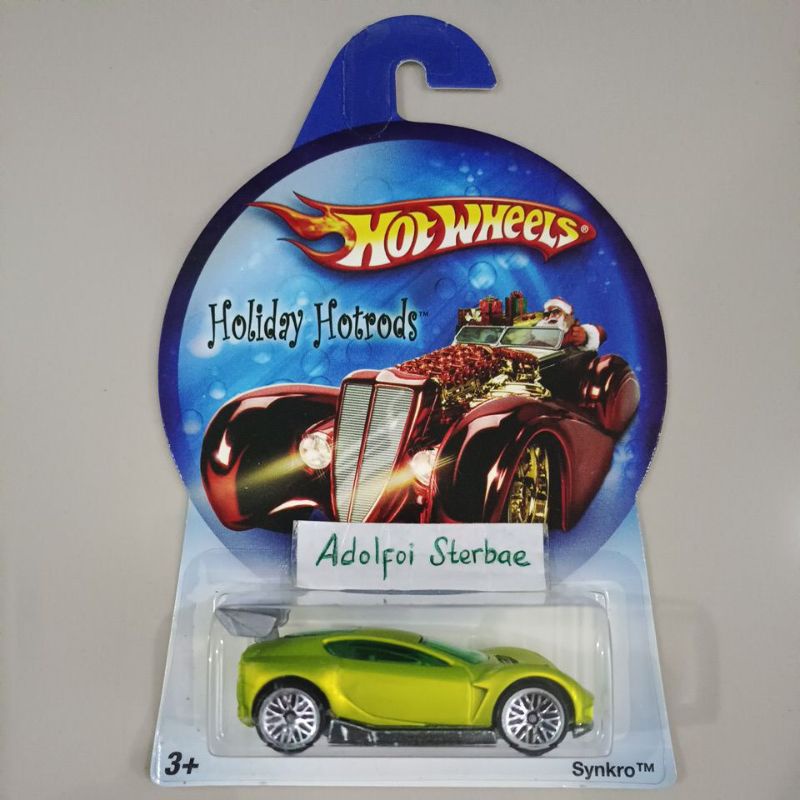 HOT WHEELS®
Holiday Hotrods™
Adolfoi Sterbae
3+
Synkro™